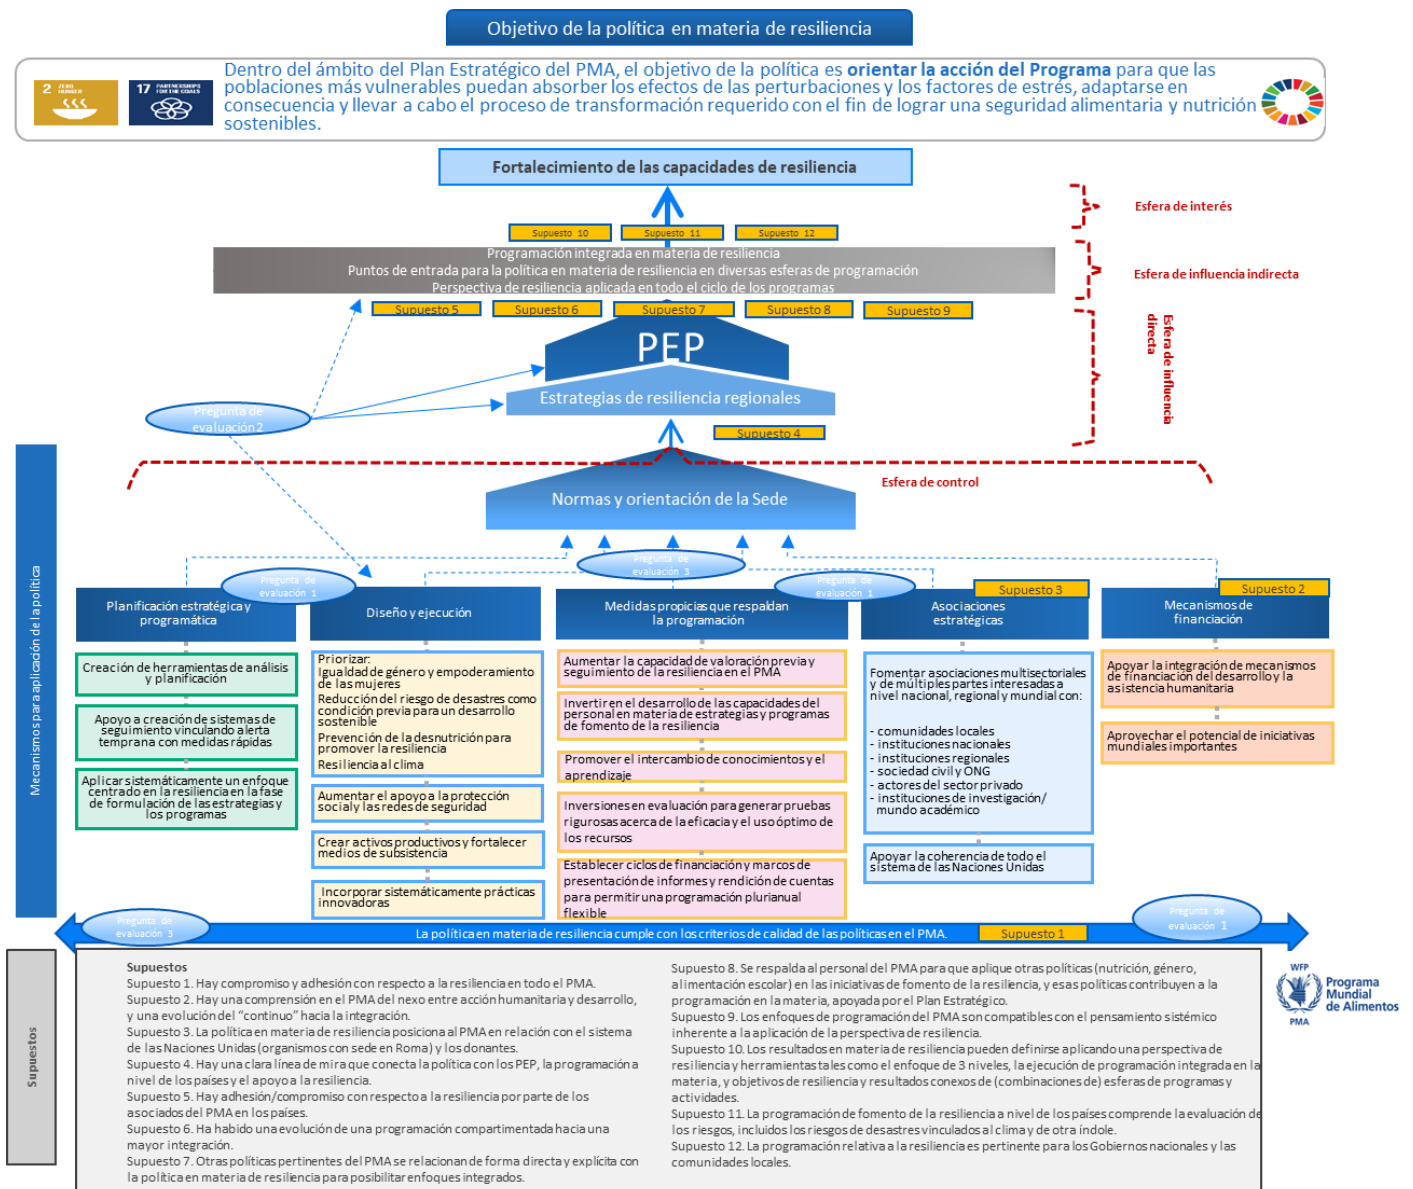 Objetivo de la política en materia de resiliencia
2 ZERO HUNGER
17 PARTNERSHIPS FOR THE GOALS
Dentro del ámbito del Plan Estratégico del PMA, el objetivo de la política es orientar la acción del Programa para que las
poblaciones más vulnerables puedan absorber los efectos de las perturbaciones y los factores de estrés, adaptarse en
consecuencia y llevar a cabo el proceso de transformación requerido con el fin de lograr una seguridad alimentaria y nutrición
sostenibles.
Fortalecimiento de las capacidades de resiliencia
Esfera de interés
Supuesto 10
Supuesto 11
Supuesto 12
Programación integrada en materia de resiliencia
Puntos de entrada para la política en materia de resiliencia en diversas esferas de programación
Perspectiva de resiliencia aplicada en todo el ciclo de los programas
Esfera de influencia indirecta
Supuesto 5
Supuesto 6
Supuesto 7
Supuesto 8
Supuesto 9
Esfera de influencia
directa
PEP
Estrategias de resiliencia regionales
Pregunta de
evaluación 2
Supuesto 4
Esfera de control
Normas y orientación de la Sede
Mecanismos para aplicación de la política
Pregunta de
evaluación 3
Pregunta de
evaluación 1
Pregunta de
evaluación 1
Supuesto 3
Supuesto 2
Planificación estratégica y
programática
Diseño y ejecución
Medidas propicias que respaldan
la programación
Asociaciones
estratégicas
Mecanismos de
financiación
Creación de herramientas de análisis
y planificación
Apoyo a creación de sistemas de
seguimiento vinculando alerta
temprana con medidas rápidas
Aplicar sistemáticamente un enfoque
centrado en la resiliencia en la fase
de formulación de las estrategias y
los programas
Priorizar:
Igualdad de género y empoderamiento
de las mujeres
Reducción del riesgo de desastres como
condición previa para un desarrollo
sostenible
Prevención de la desnutrición para
promover la resiliencia
Resiliencia al clima
Aumentar el apoyo a la protección
social y las redes de seguridad
Crear activos productivos y fortalecer
medios de subsistencia
Incorporar sistemáticamente prácticas
innovadoras
Aumentar la capacidad de valoración previa y
seguimiento de la resiliencia en el PMA
Invertir en el desarrollo de las capacidades del
personal en materia de estrategias y programas
de fomento de la resiliencia
Promover el intercambio de conocimientos y el
aprendizaje
Inversiones en evaluación para generar pruebas
rigurosas acerca de la eficacia y el uso óptimo de
los recursos
Establecer ciclos de financiación y marcos de
presentación de informes y rendición de cuentas
para permitir una programación plurianual
flexible
Fomentar asociaciones multisectoriales
y de múltiples partes interesadas a
nivel nacional, regional y mundial con:
- comunidades locales
- instituciones nacionales
- instituciones regionales
- sociedad civil y ONG
- actores del sector privado
- instituciones de investigación/
mundo académico
Apoyar la coherencia de todo el
sistema de las Naciones Unidas
Apoyar la integración de mecanismos
de financiación del desarrollo y la
asistencia humanitaria
Aprovechar el potencial de iniciativas
mundiales importantes
Pregunta de
evaluación 3
La política en materia de resiliencia cumple con los criterios de calidad de las políticas en el PMA.
Supuesto 1
Pregunta de
evaluación 1
Supuestos
Supuestos
Supuesto 1. Hay compromiso y adhesión con respecto a la resiliencia en todo el PMA.
Supuesto 2. Hay una comprensión en el PMA del nexo entre acción humanitaria y desarrollo,
y una evolución del “continuo” hacia la integración.
Supuesto 3. La política en materia de resiliencia posiciona al PMA en relación con el sistema
de las Naciones Unidas (organismos con sede en Roma) y los donantes.
Supuesto 4. Hay una clara línea de mira que conecta la política con los PEP, la programación a
nivel de los países y el apoyo a la resiliencia.
Supuesto 5. Hay adhesión/compromiso con respecto a la resiliencia por parte de los
asociados del PMA en los países.
Supuesto 6. Ha habido una evolución de una programación compartimentada hacia una
mayor integración.
Supuesto 7. Otras políticas pertinentes del PMA se relacionan de forma directa y explícita con
la política en materia de resiliencia para posibilitar enfoques integrados.
Supuesto 8. Se respalda al personal del PMA para que aplique otras políticas (nutrición, género,
alimentación escolar) en las iniciativas de fomento de la resiliencia, y esas políticas contribuyen a la
programación en la materia, apoyada por el Plan Estratégico.
Supuesto 9. Los enfoques de programación del PMA son compatibles con el pensamiento sistémico
inherente a la aplicación de la perspectiva de resiliencia.
Supuesto 10. Los resultados en materia de resiliencia pueden definirse aplicando una perspectiva de
resiliencia y herramientas tales como el enfoque de 3 niveles, la ejecución de programación integrada en la
materia, y objetivos de resiliencia y resultados conexos de (combinaciones de) esferas de programas y
actividades.
Supuesto 11. La programación de fomento de la resiliencia a nivel de los países comprende la evaluación de
los riesgos, incluidos los riesgos de desastres vinculados al clima y de otra índole.
Supuesto 12. La programación relativa a la resiliencia es pertinente para los Gobiernos nacionales y las
comunidades locales.
WFP
PMA
Programa
Mundial
de Alimentos